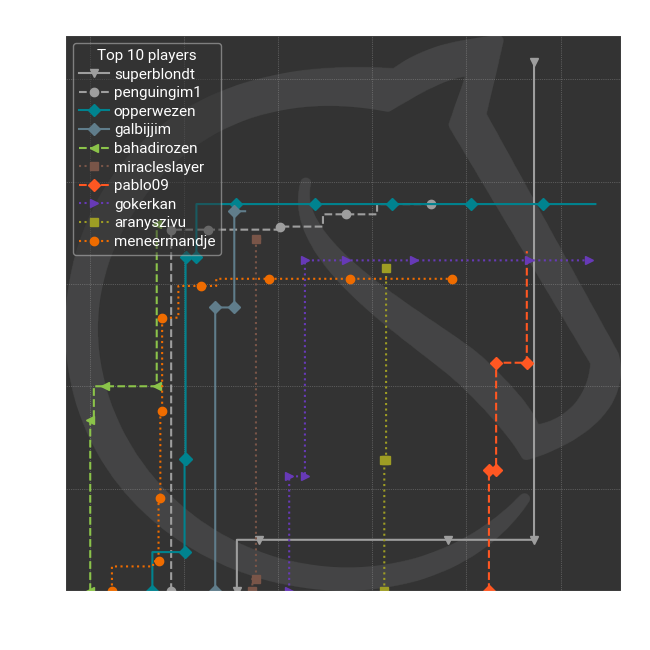 Top 10 players
superblondt
penguingim1
opperwezen
galbijjim
bahadirozen
miracleslayer
pablo09
gokerkan
aranyszivu
meneermandje